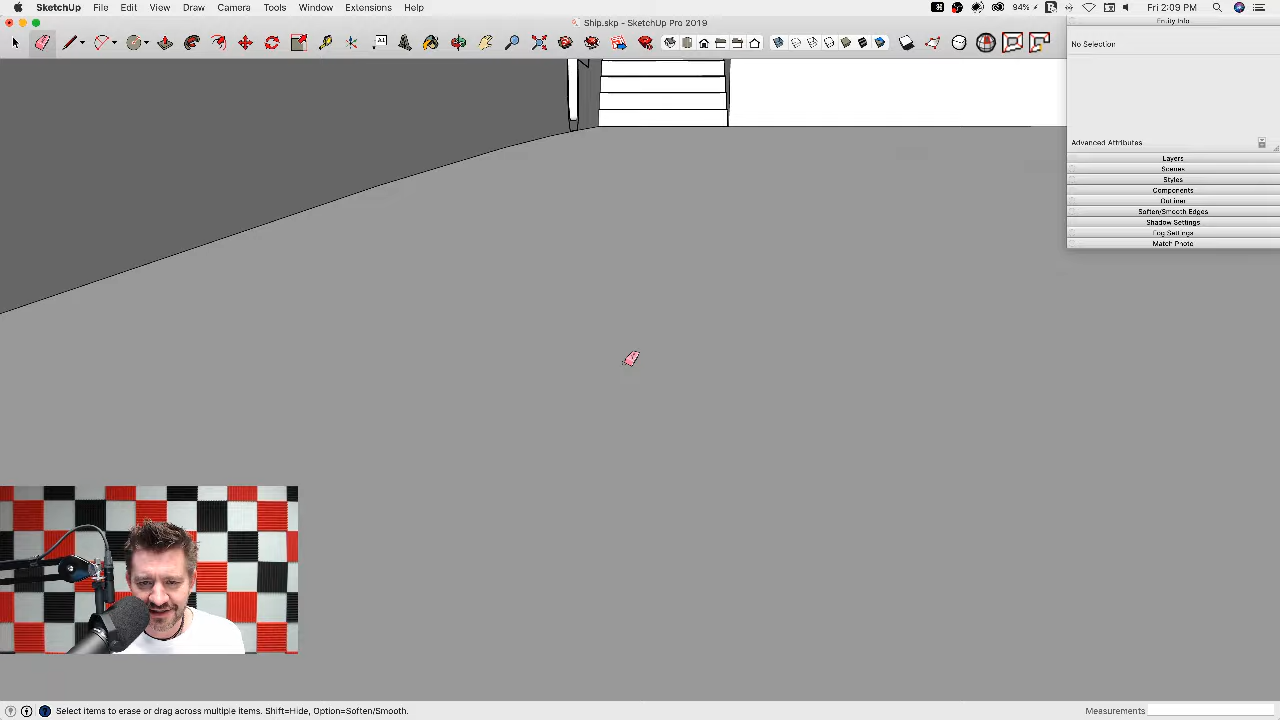 SketchUp File Edit View Draw Camera Tools Window Extensions Help 94% Fri 2:09 PM
Ship.skp - SketchUp Pro 2019
Entity Info
No Selection
Advanced Attributes
Layers
Scenes
Styles
Components
Outliner
Soften/Smooth Edges
Shadow Settings
Fog Settings
Match Photo
Select items to erase or drag across multiple items. Shift=Hide, Option=Soften/Smooth.
Measurements